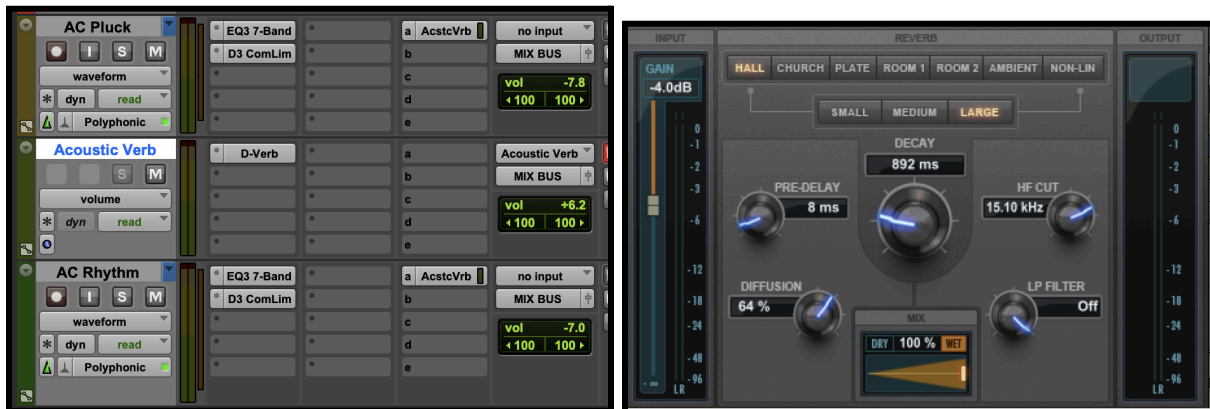 AC Pluck
I S M
waveform
* dyn read
Polyphonic
EQ3 7-Band
D3 ComLim
a AcstcVrb
b
c
d
e
no input
MIX BUS
vol -7.8
100 100
Acoustic Verb
S M
volume
* dyn read
D-Verb
a
b
c
d
e
Acoustic Verb
MIX BUS
vol +6.2
100 100
AC Rhythm
I S M
waveform
* dyn read
Polyphonic
EQ3 7-Band
D3 ComLim
a AcstcVrb
b
c
d
e
no input
MIX BUS
vol -7.0
100 100
INPUT
GAIN
-4.0dB
0
-1
-2
-3
-6
-12
-18
-24
-48
-∞ -96
LR
REVERB
HALL CHURCH PLATE ROOM 1 ROOM 2 AMBIENT NON-LIN
SMALL MEDIUM LARGE
DECAY
892 ms
PRE-DELAY
8 ms
HF CUT
15.10 kHz
DIFFUSION
64 %
LP FILTER
Off
MIX
DRY 100 % WET
OUTPUT
0
-1
-2
-3
-6
-12
-18
-24
-48
-96
LR